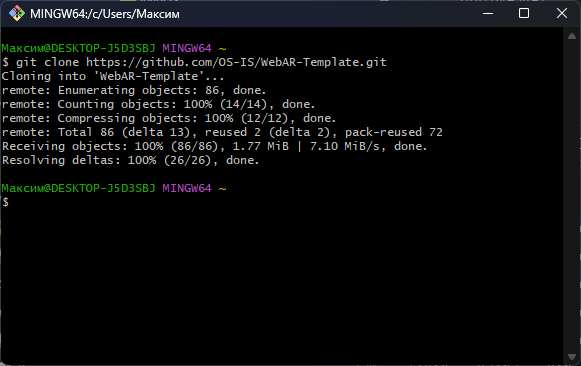 MINGW64:/c/Users/Максим
Максим@DESKTOP-J5D3SBJ MINGW64 ~
$ git clone https://github.com/OS-IS/WebAR-Template.git
Cloning into 'WebAR-Template'...
remote: Enumerating objects: 86, done.
remote: Counting objects: 100% (14/14), done.
remote: Compressing objects: 100% (12/12), done.
remote: Total 86 (delta 13), reused 2 (delta 2), pack-reused 72
Receiving objects: 100% (86/86), 1.77 MiB | 7.10 MiB/s, done.
Resolving deltas: 100% (26/26), done.
Максим@DESKTOP-J5D3SBJ MINGW64 ~
$